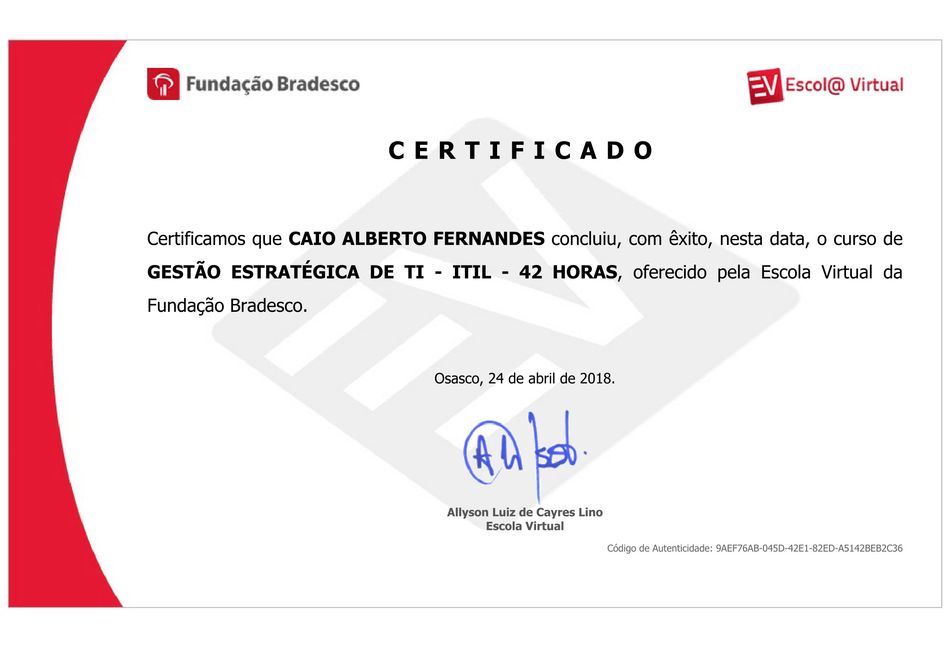 Fundação Bradesco
EV Escol@ Virtual
CERTIFICADO
Certificamos que CAIO ALBERTO FERNANDES concluiu, com êxito, nesta data, o curso de
GESTÃO ESTRATÉGICA DE TI - ITIL - 42 HORAS, oferecido pela Escola Virtual da
Fundação Bradesco.
Osasco, 24 de abril de 2018.
Allyson Luiz de Cayres Lino
Escola Virtual
Código de Autenticidade: 9AEF76AB-045D-42E1-82ED-A5142BEB2C36